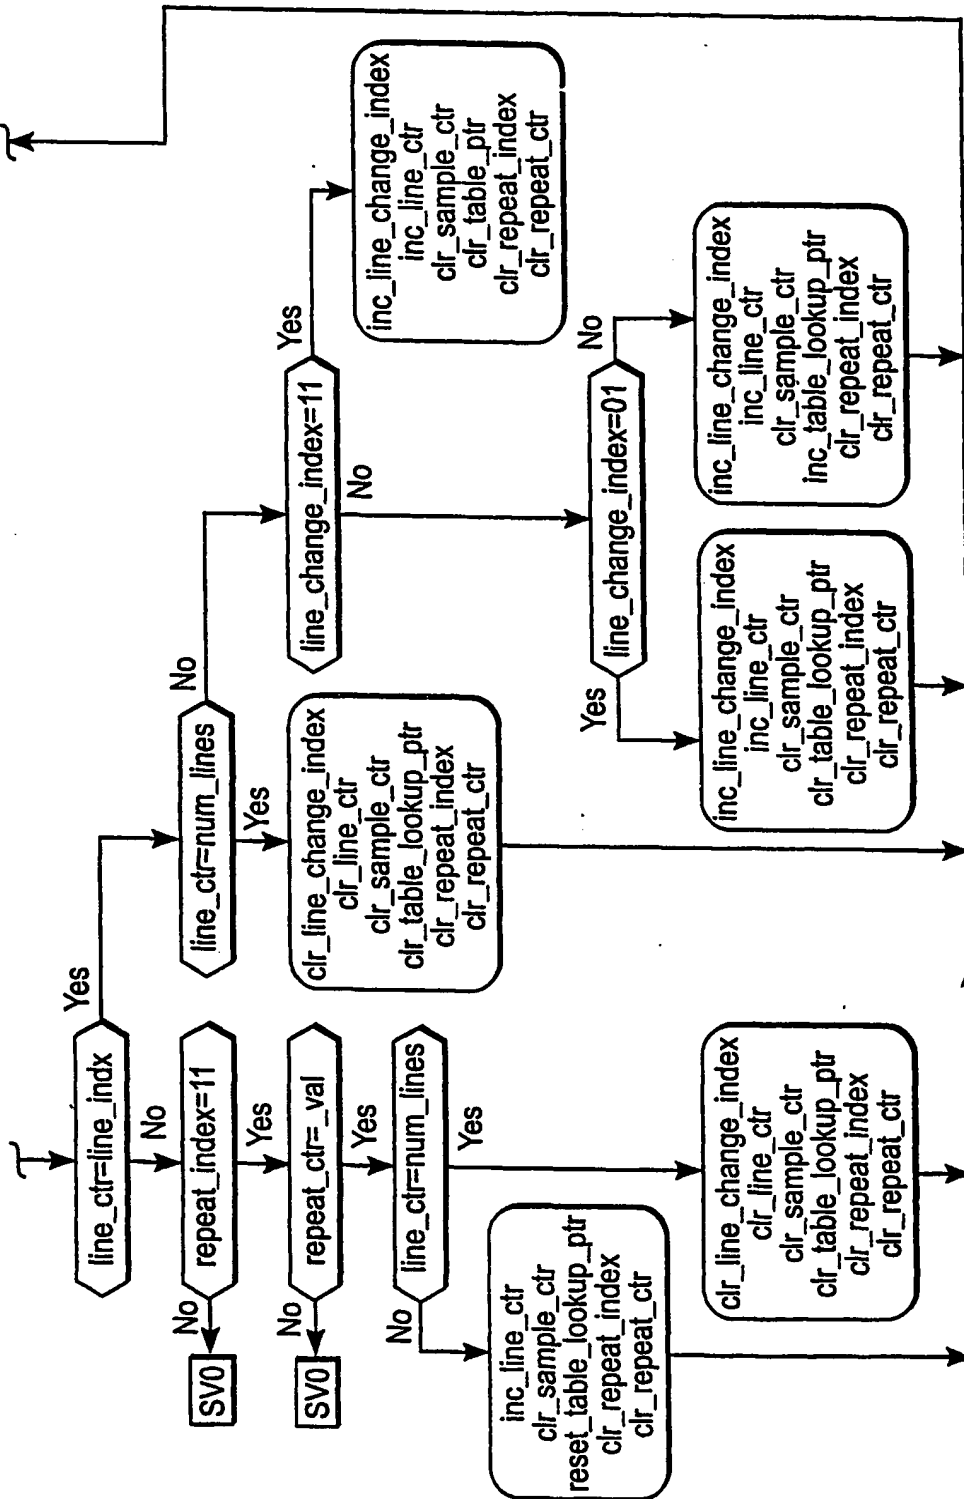 line_ctr=line_indx
Yes
No
repeat_index=11
No
Yes
SV0
repeat_ctr=_val
No
Yes
SV0
line_ctr=num_lines
No
Yes
inc_line_ctr
clr_sample_ctr
reset_table_lookup_ptr
clr_repeat_index
clr_repeat_ctr
clr_line_change_index
clr_line_ctr
clr_sample_ctr
clr_table_lookup_ptr
clr_repeat_index
clr_repeat_ctr
line_ctr=num_lines
No
Yes
clr_line_change_index
clr_line_ctr
clr_sample_ctr
clr_table_lookup_ptr
clr_repeat_index
clr_repeat_ctr
line_change_index=11
Yes
No
inc_line_change_index
inc_line_ctr
clr_sample_ctr
clr_table_ptr
clr_repeat_index
clr_repeat_ctr
line_change_index=01
Yes
No
inc_line_change_index
inc_line_ctr
clr_sample_ctr
clr_table_lookup_ptr
clr_repeat_index
clr_repeat_ctr
inc_line_change_index
inc_line_ctr
clr_sample_ctr
inc_table_lookup_ptr
clr_repeat_index
clr_repeat_ctr